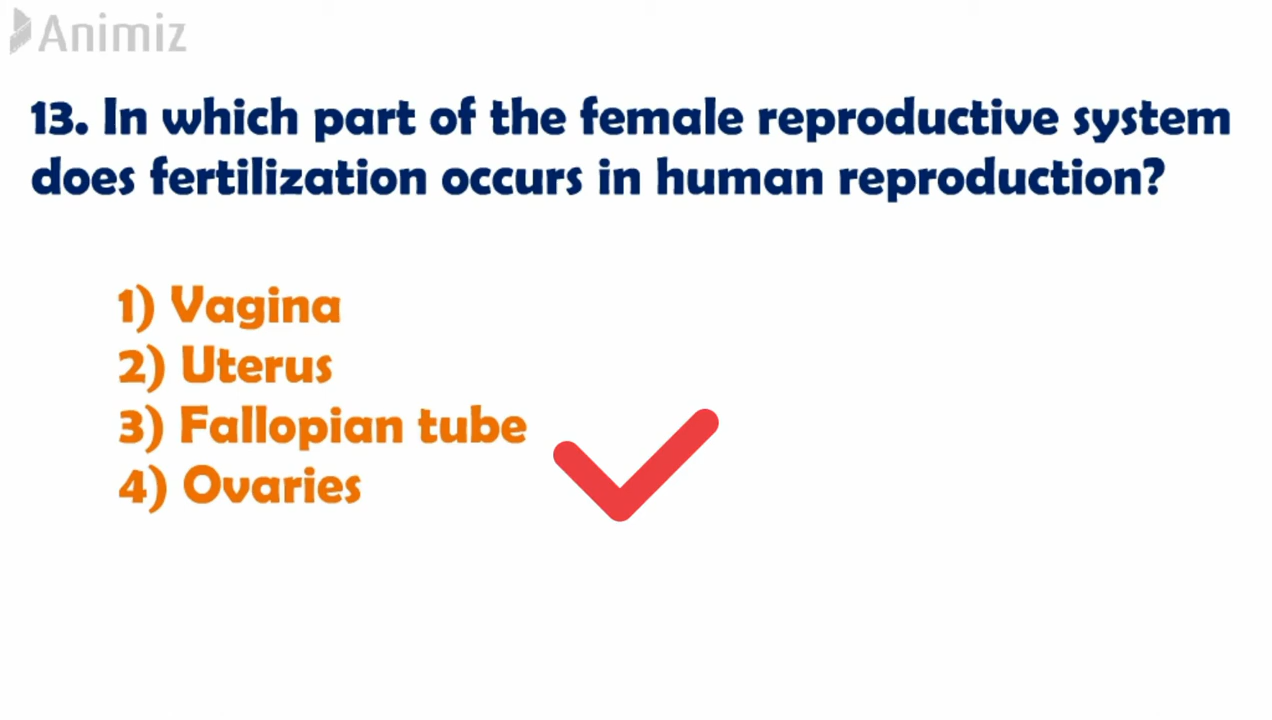 Animiz
13. In which part of the female reproductive system
does fertilization occurs in human reproduction?
1) Vagina
2) Uterus
3) Fallopian tube
4) Ovaries